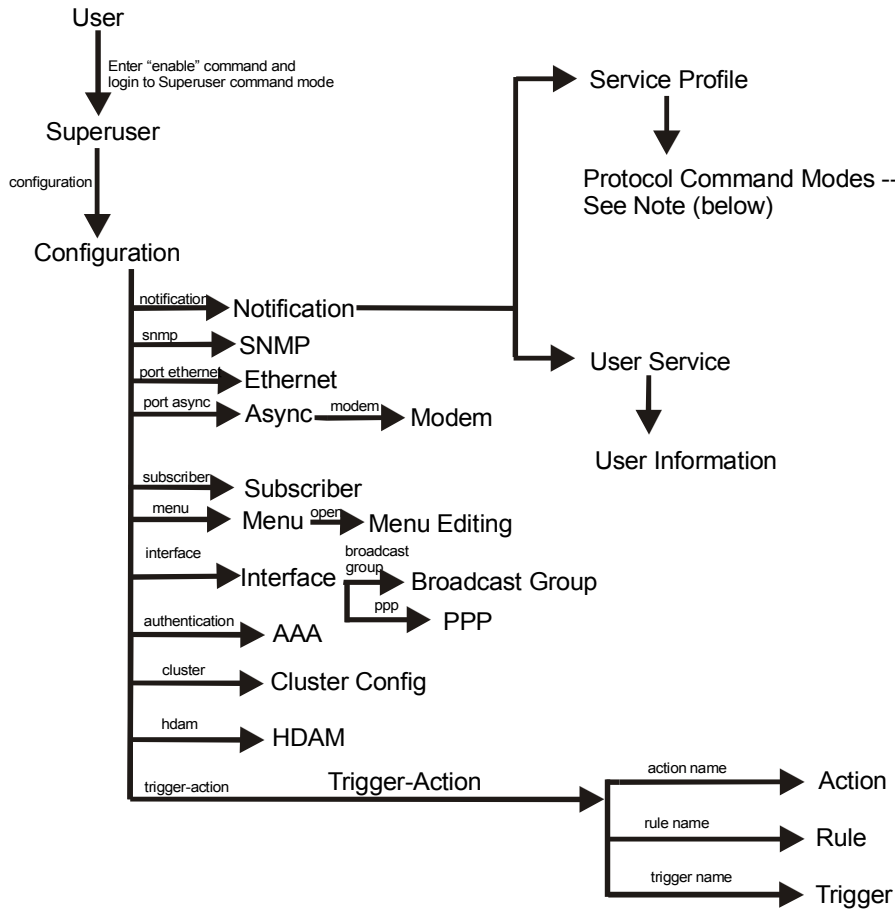 User
Enter “enable” command and
login to Superuser command mode
Superuser
configuration
Configuration
notification
Notification
Service Profile
Protocol Command Modes --
See Note (below)
User Service
User Information
snmp
SNMP
port ethernet
Ethernet
port async
Async
modem
Modem
subscriber
Subscriber
menu
Menu
open
Menu Editing
interface
Interface
broadcast
group
Broadcast Group
ppp
PPP
authentication
AAA
cluster
Cluster Config
hdam
HDAM
trigger-action
Trigger-Action
action name
Action
rule name
Rule
trigger name
Trigger